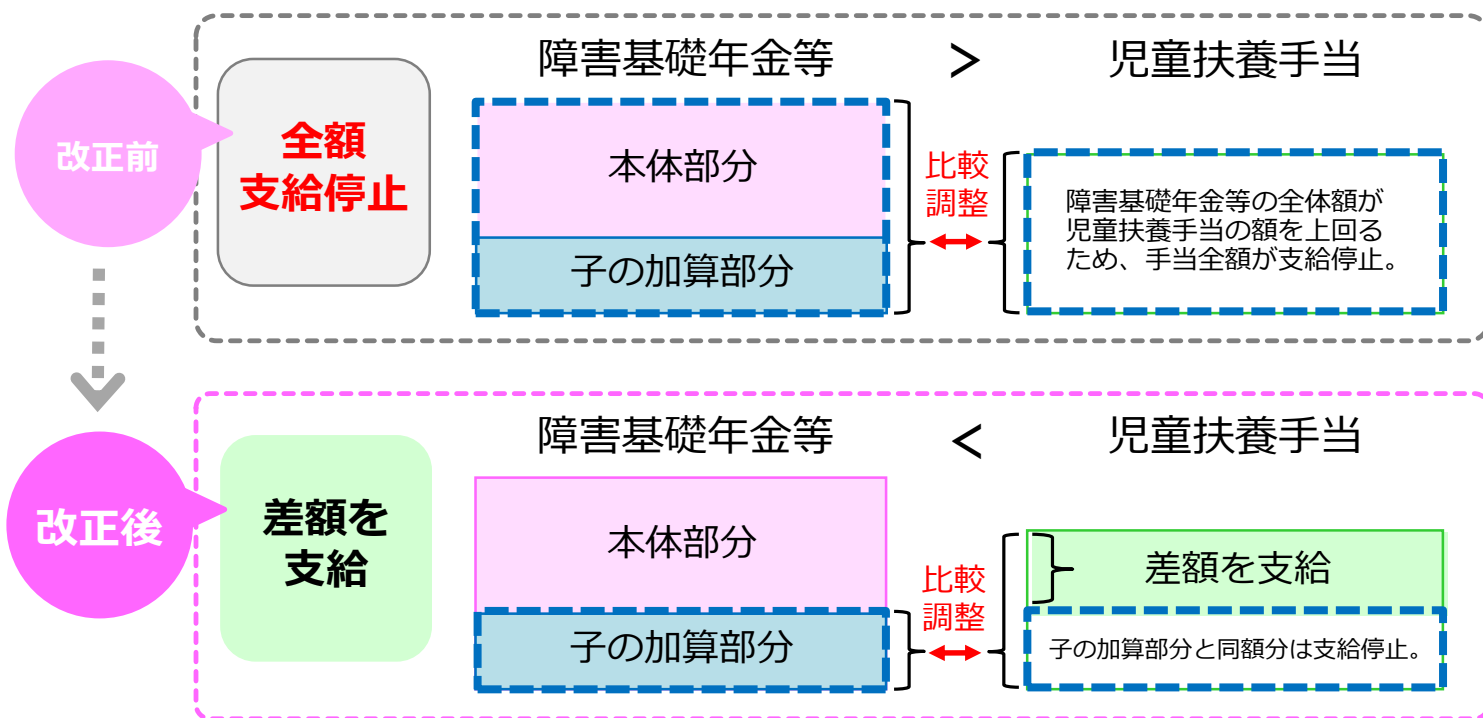 障害基礎年金等 > 児童扶養手当
改正前
全額
支給停止
本体部分
子の加算部分
比較
調整
障害基礎年金等の全体額が
児童扶養手当の額を上回る
ため、手当全額が支給停止。
障害基礎年金等 < 児童扶養手当
改正後
差額を
支給
本体部分
子の加算部分
比較
調整
差額を支給
子の加算部分と同額分は支給停止。